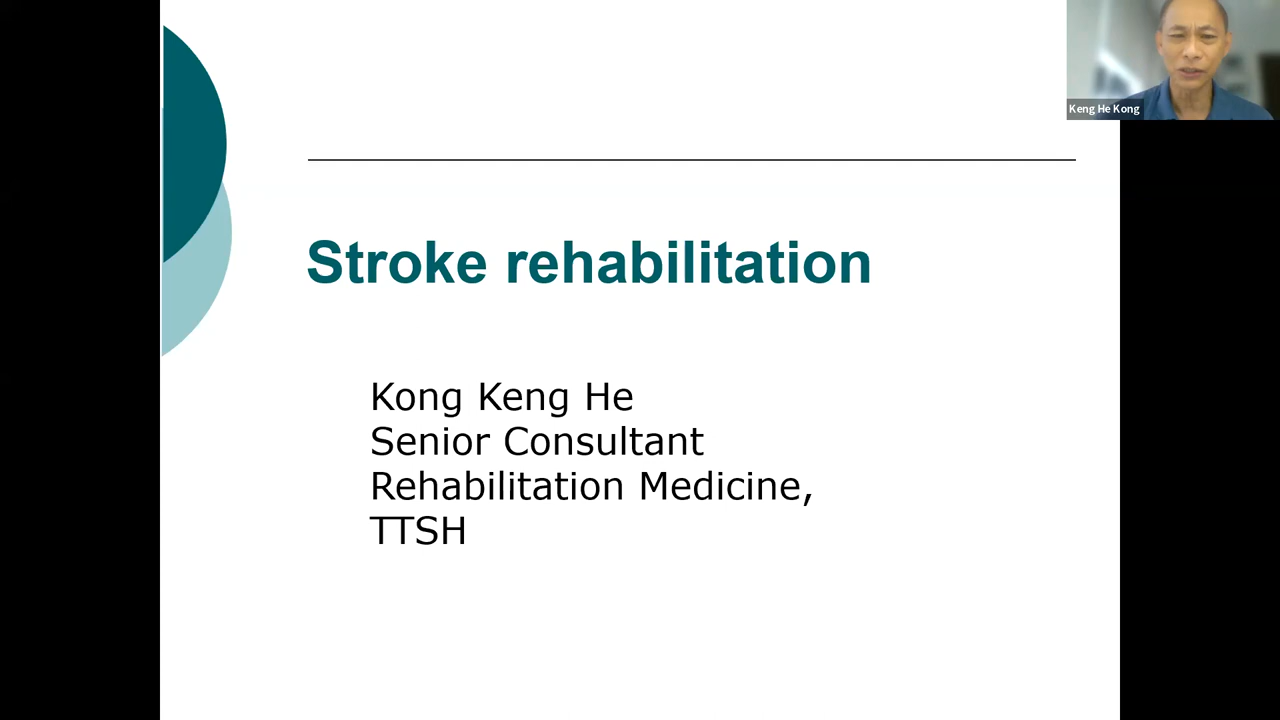 Keng He Kong
Stroke rehabilitation
Kong Keng He
Senior Consultant
Rehabilitation Medicine,
TTSH